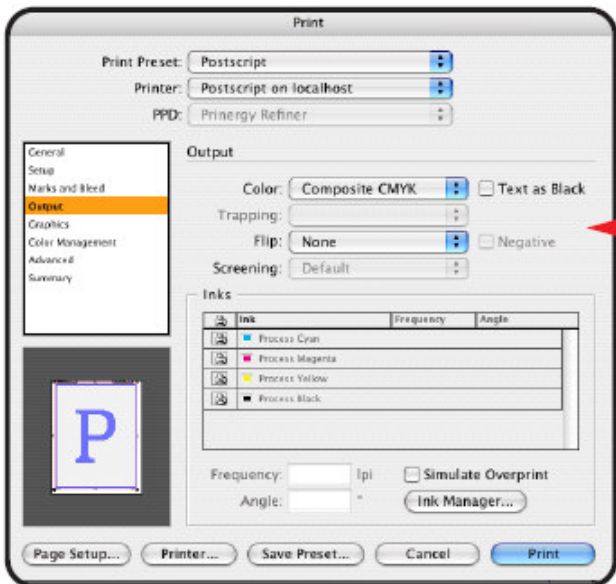 Print
Print Preset: Postscript
Printer: Postscript on localhost
PPD: Prinergy Refiner
General
Setup
Marks and Bleed
Output
Graphics
Color Management
Advanced
Summary
Output
Color: Composite CMYK Text as Black
Trapping:
Flip: None Negative
Screening: Default
Inks
Ink Frequency Angle
Process Cyan
Process Magenta
Process Yellow
Process Black
Frequency: lpi Simulate Overprint
Angle: ° Ink Manager...
P
Page Setup... Printer... Save Preset... Cancel Print